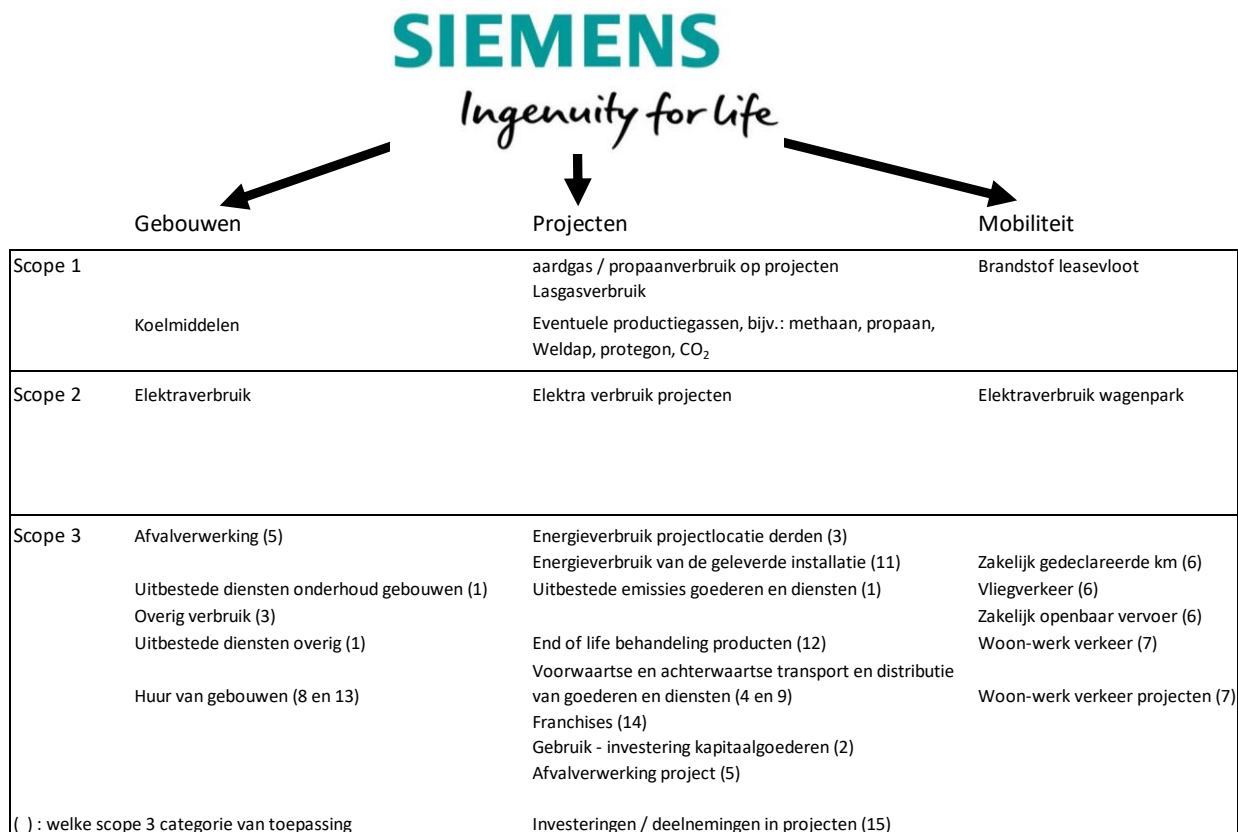 SIEMENS
Ingenuity for life
Gebouwen Projecten Mobiliteit
Scope 1 aardgas / propaanverbruik op projecten Brandstof leasevloot
Lasgasverbruik
Koelmiddelen Eventuele productiegassen, bijv.: methaan, propaan,
Weldap, protegon, CO₂
Scope 2 Elektraverbruik Elektra verbruik projecten Elektraverbruik wagenpark
Scope 3 Afvalverwerking (5) Energieverbruik projectlocatie derden (3)
Energieverbruik van de geleverde installatie (11) Zakelijk gedeclareerde km (6)
Uitbestede diensten onderhoud gebouwen (1) Uitbestede emissies goederen en diensten (1) Vliegverkeer (6)
Overig verbruik (3) Zakelijk openbaar vervoer (6)
Uitbestede diensten overig (1) End of life behandeling producten (12) Woon-werk verkeer (7)
Voorwaartse en achterwaartse transport en distributie
Huur van gebouwen (8 en 13) van goederen en diensten (4 en 9) Woon-werk verkeer projecten (7)
Franchises (14)
Gebruik - investering kapitaalgoederen (2)
Afvalverwerking project (5)
( ) : welke scope 3 categorie van toepassing Investeringen / deelnemingen in projecten (15)